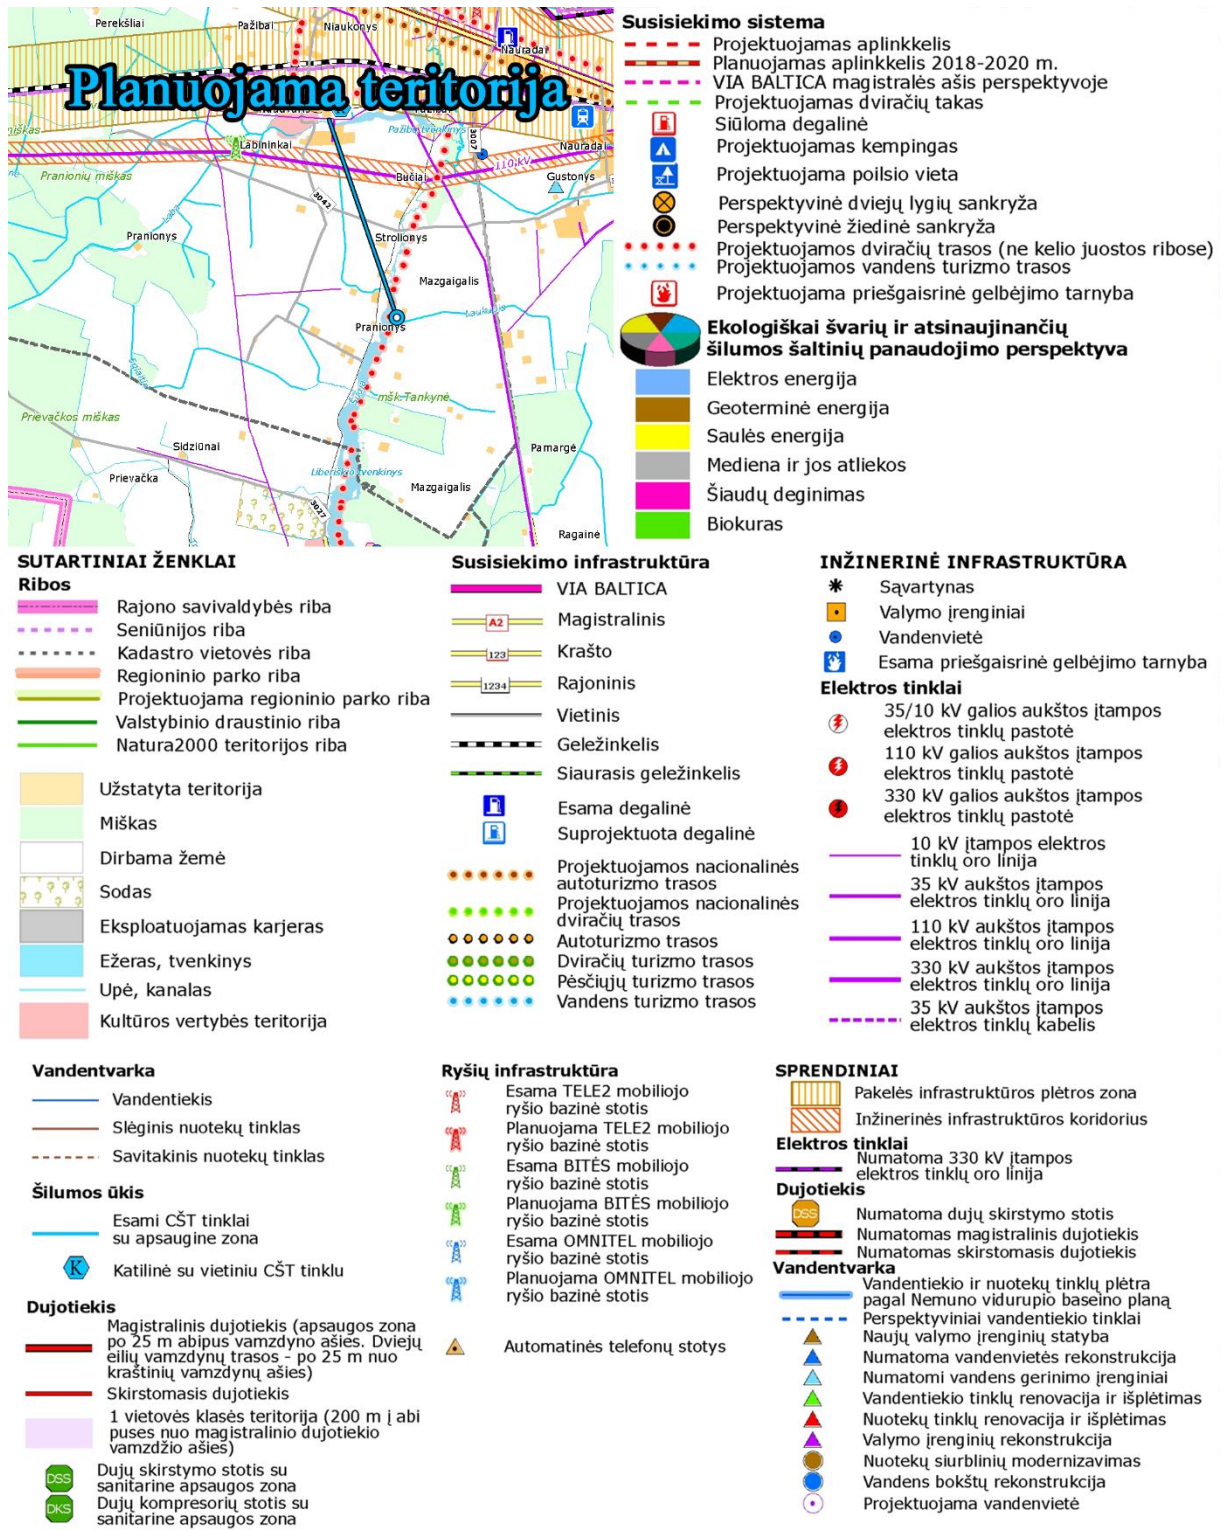 Perekšliai
Pažibai
Niaukonys
Nauradai
Planuojama teritorija
miškas
Pažibų tvenkinys
Labininkai
3007
Nauradai
110 kV
Pranionių miškas
Bučiai
Gustonys
3042
Laba
Pranionys
Strolionys
Mazgaigalis
Pranionys
mšk. Tankynė
Prievačkos miškas
Sidziūnai
Pamargė
Prievačka
Liberiškio tvenkinys
Mazgaigalis
3027
Ragainė
Susisiekimo sistema
Projektuojamas aplinkkelis
Planuojamas aplinkkelis 2018-2020 m.
VIA BALTICA magistralės ašis perspektyvoje
Projektuojamas dviračių takas
Siūloma degalinė
Projektuojamas kempingas
Projektuojama poilsio vieta
Perspektyvinė dviejų lygių sankryža
Perspektyvinė žiedinė sankryža
Projektuojamos dviračių trasos (ne kelio juostos ribose)
Projektuojamos vandens turizmo trasos
Projektuojama priešgaisrinė gelbėjimo tarnyba
Ekologiškai švarių ir atsinaujinančių
šilumos šaltinių panaudojimo perspektyva
Elektros energija
Geoterminė energija
Saulės energija
Mediena ir jos atliekos
Šiaudų deginimas
Biokuras
SUTARTINIAI ŽENKLAI
Ribos
Rajono savivaldybės riba
Seniūnijos riba
Kadastro vietovės riba
Regioninio parko riba
Projektuojama regioninio parko riba
Valstybinio draustinio riba
Natura2000 teritorijos riba
Užstatyta teritorija
Miškas
Dirbama žemė
Sodas
Eksploatuojamas karjeras
Ežeras, tvenkinys
Upė, kanalas
Kultūros vertybės teritorija
Susisiekimo infrastruktūra
VIA BALTICA
A2 Magistralinis
123 Krašto
1234 Rajoninis
Vietinis
Geležinkelis
Siaurasis geležinkelis
Esama degalinė
Suprojektuota degalinė
Projektuojamos nacionalinės
autoturizmo trasos
Projektuojamos nacionalinės
dviračių trasos
Autoturizmo trasos
Dviračių turizmo trasos
Pėsčiųjų turizmo trasos
Vandens turizmo trasos
INŽINERINĖ INFRASTRUKTŪRA
Sąvartynas
Valymo įrenginiai
Vandenvietė
Esama priešgaisrinė gelbėjimo tarnyba
Elektros tinklai
35/10 kV galios aukštos įtampos
elektros tinklų pastotė
110 kV galios aukštos įtampos
elektros tinklų pastotė
330 kV galios aukštos įtampos
elektros tinklų pastotė
10 kV įtampos elektros
tinklų oro linija
35 kV aukštos įtampos
elektros tinklų oro linija
110 kV aukštos įtampos
elektros tinklų oro linija
330 kV aukštos įtampos
elektros tinklų oro linija
35 kV aukštos įtampos
elektros tinklų kabelis
Vandentvarka
Vandentiekis
Slėginis nuotekų tinklas
Savitakinis nuotekų tinklas
Šilumos ūkis
Esami CŠT tinklai
su apsaugine zona
K Katilinė su vietiniu CŠT tinklu
Dujotiekis
Magistralinis dujotiekis (apsaugos zona
po 25 m abipus vamzdyno ašies. Dviejų
eilių vamzdynų trasos - po 25 m nuo
kraštinių vamzdynų ašies)
Skirstomasis dujotiekis
1 vietovės klasės teritorija (200 m į abi
puses nuo magistralinio dujotiekio
vamzdžio ašies)
DSS Dujų skirstymo stotis su
sanitarine apsaugos zona
DKS Dujų kompresorių stotis su
sanitarine apsaugos zona
Ryšių infrastruktūra
Esama TELE2 mobiliojo
ryšio bazinė stotis
Planuojama TELE2 mobiliojo
ryšio bazinė stotis
Esama BITĖS mobiliojo
ryšio bazinė stotis
Planuojama BITĖS mobiliojo
ryšio bazinė stotis
Esama OMNITEL mobiliojo
ryšio bazinė stotis
Planuojama OMNITEL mobiliojo
ryšio bazinė stotis
Automatinės telefonų stotys
SPRENDINIAI
Pakelės infrastruktūros plėtros zona
Inžinerinės infrastruktūros koridorius
Elektros tinklai
Numatoma 330 kV įtampos
elektros tinklų oro linija
Dujotiekis
DSS Numatoma dujų skirstymo stotis
Numatomas magistralinis dujotiekis
Numatomas skirstomasis dujotiekis
Vandentvarka
Vandentiekio ir nuotekų tinklų plėtra
pagal Nemuno vidurupio baseino planą
Perspektyviniai vandentiekio tinklai
Naujų valymo įrenginių statyba
Numatoma vandenvietės rekonstrukcija
Numatomi vandens gerinimo įrenginiai
Vandentiekio tinklų renovacija ir išplėtimas
Nuotekų tinklų renovacija ir išplėtimas
Valymo įrenginių rekonstrukcija
Nuotekų siurblinių modernizavimas
Vandens bokštų rekonstrukcija
Projektuojama vandenvietė